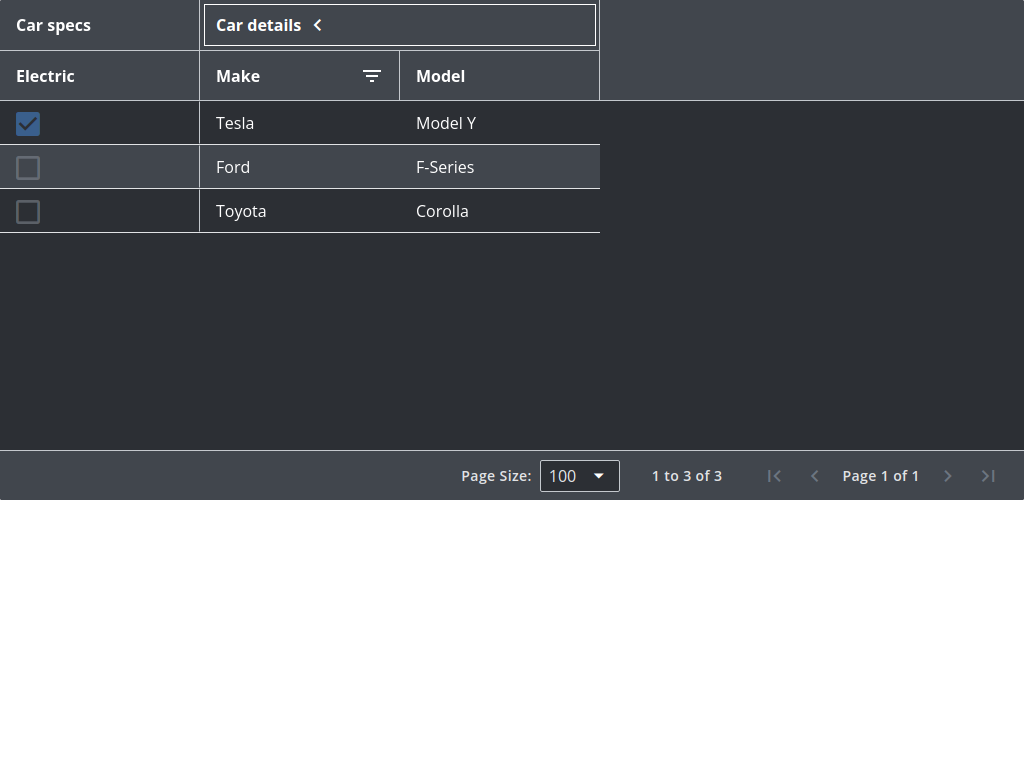 Car specs Car details
Electric Make Model
Tesla Model Y
Ford F-Series
Toyota Corolla
Page Size: 100 1 to 3 of 3 Page 1 of 1